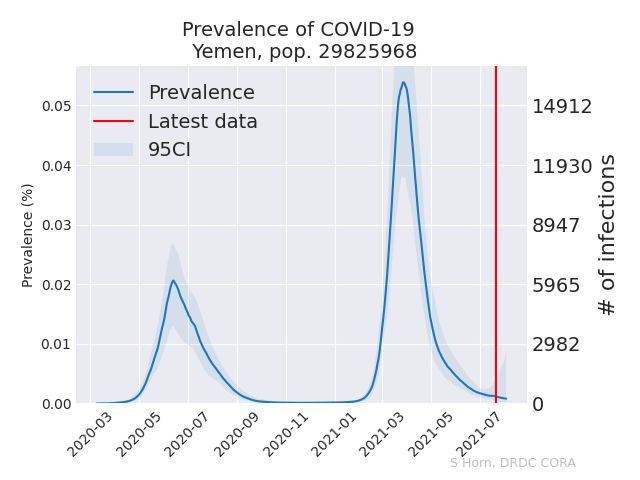 Prevalence of COVID-19
Yemen, pop. 29825968
Prevalence
Latest data
95CI
Prevalence (%)
0.05
0.04
0.03
0.02
0.01
0.00
14912
11930
8947
5965
2982
0
# of infections
2020-03
2020-05
2020-07
2020-09
2020-11
2021-01
2021-03
2021-05
2021-07
S Horn, DRDC CORA